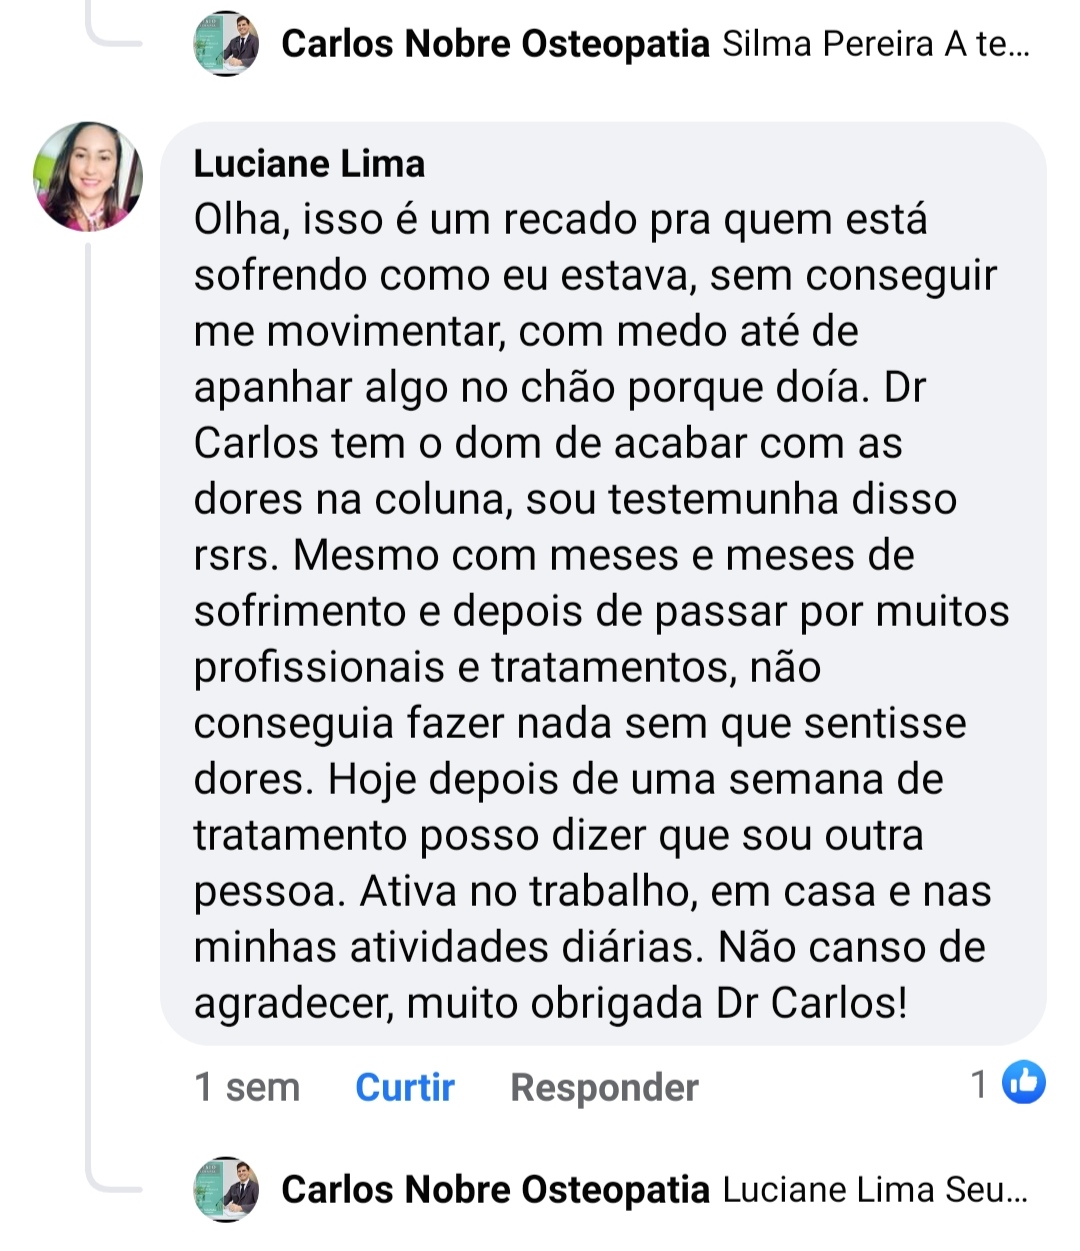 Carlos Nobre Osteopatia Silma Pereira A te...
Luciane Lima
Olha, isso é um recado pra quem está
sofrendo como eu estava, sem conseguir
me movimentar, com medo até de
apanhar algo no chão porque doía. Dr
Carlos tem o dom de acabar com as
dores na coluna, sou testemunha disso
rsrs. Mesmo com meses e meses de
sofrimento e depois de passar por muitos
profissionais e tratamentos, não
conseguia fazer nada sem que sentisse
dores. Hoje depois de uma semana de
tratamento posso dizer que sou outra
pessoa. Ativa no trabalho, em casa e nas
minhas atividades diárias. Não canso de
agradecer, muito obrigada Dr Carlos!
1 sem Curtir Responder 1
Carlos Nobre Osteopatia Luciane Lima Seu...